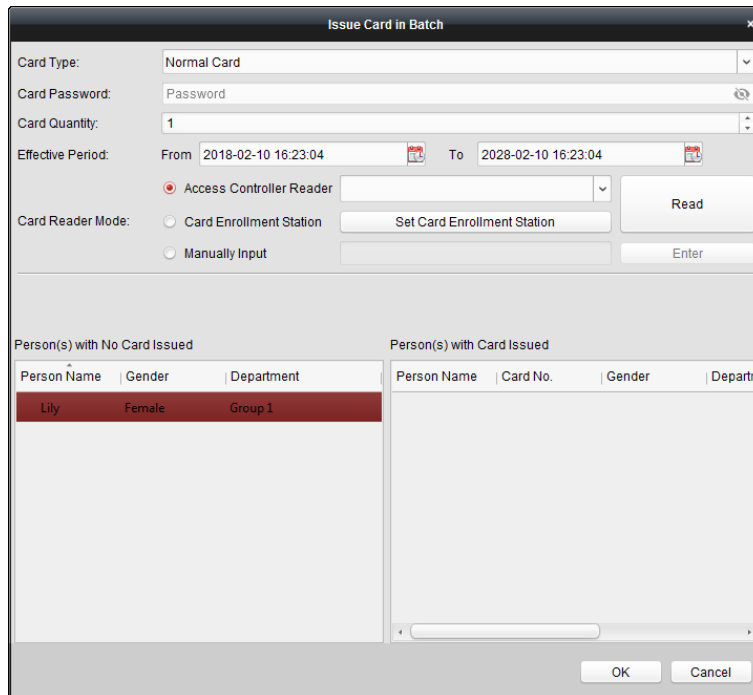 Issue Card in Batch
Card Type: Normal Card
Card Password: Password
Card Quantity: 1
Effective Period: From 2018-02-10 16:23:04 To 2028-02-10 16:23:04
Access Controller Reader
Read
Card Reader Mode: Card Enrollment Station Set Card Enrollment Station
Manually Input Enter
Person(s) with No Card Issued Person(s) with Card Issued
Person Name Gender Department Person Name Card No. Gender Departm
Lily Female Group 1
OK Cancel